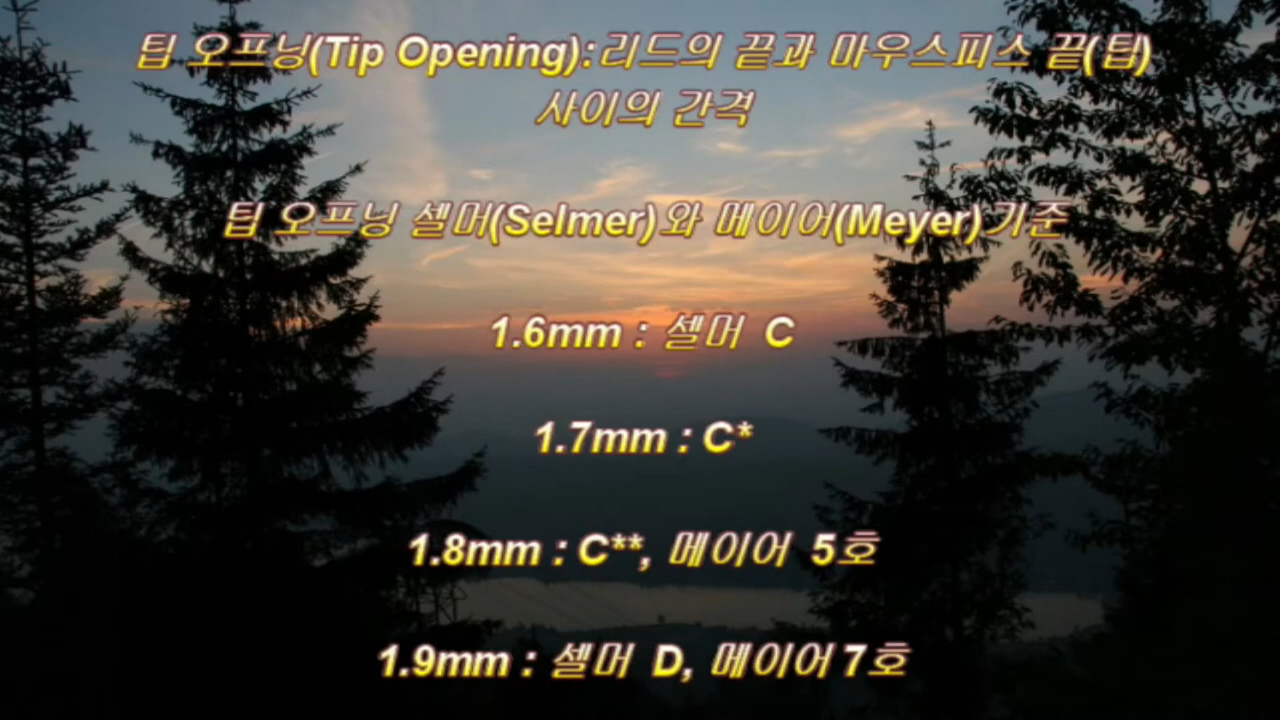 팁 오프닝(Tip Opening):리드의 끝과 마우스피스 끝(팁)
사이의 간격
팁 오프닝 셀머(Selmer)와 메이어(Meyer)기준
1.6mm : 셀머 C
1.7mm : C*
1.8mm : C**, 메이어 5호
1.9mm : 셀머 D, 메이어 7호